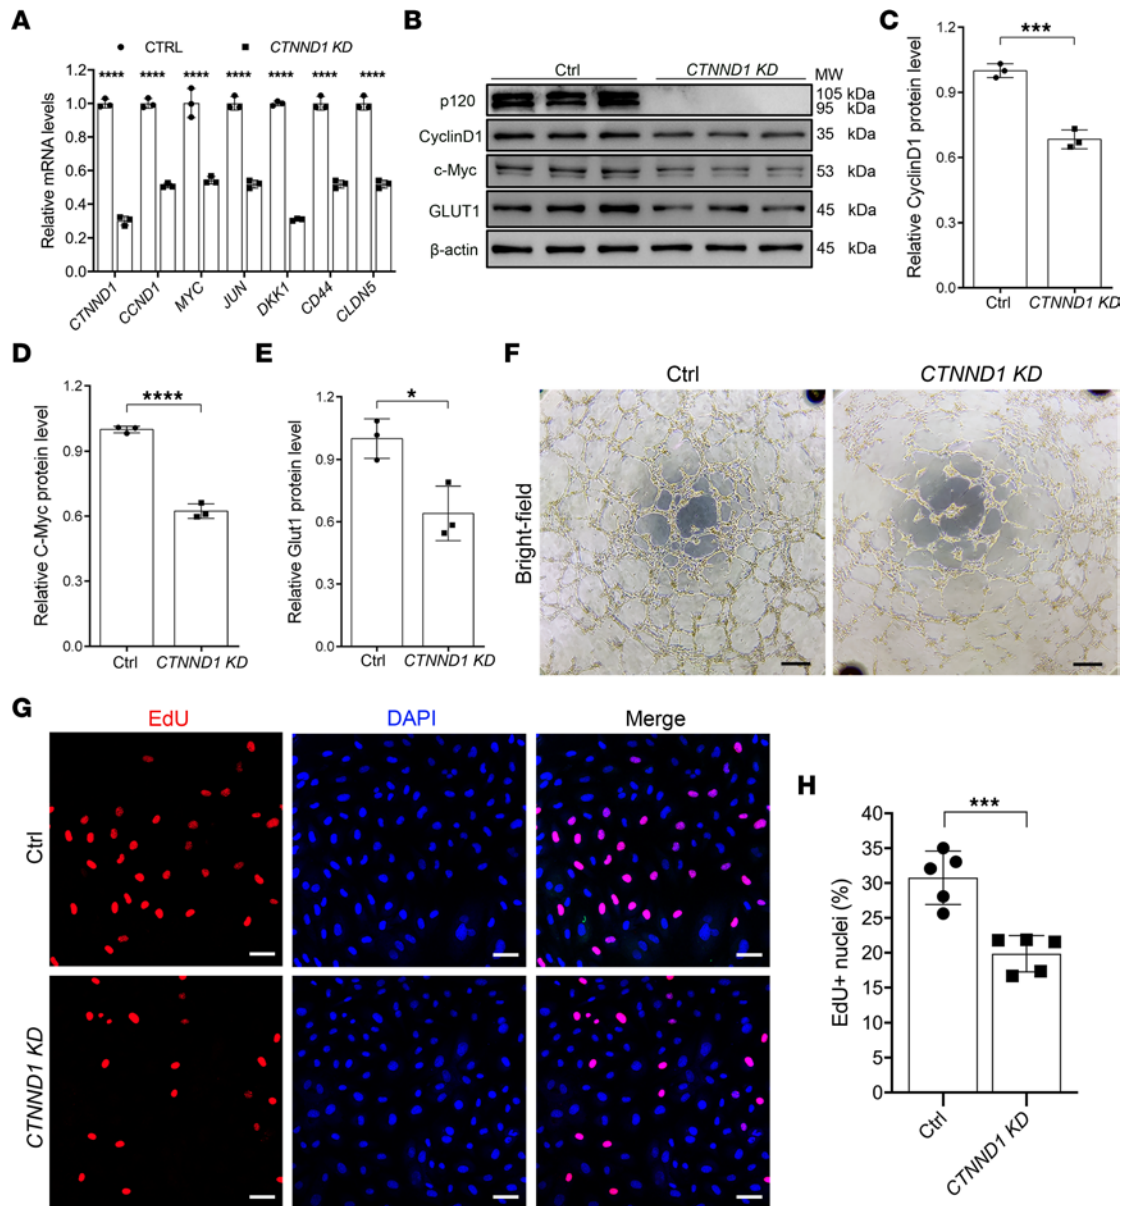 A
CTRL CTNND1 KD
**** **** **** **** **** **** ****
Relative mRNA levels
1.2
1.0
0.8
0.6
0.4
0.2
0.0
CTNND1 CCND1 MYC JUN DKK1 CD44 CLDN5
B
Ctrl CTNND1 KD MW
p120 105 kDa
95 kDa
CyclinD1 35 kDa
c-Myc 53 kDa
GLUT1 45 kDa
β-actin 45 kDa
C
***
Relative CyclinD1 protein level
1.2
0.9
0.6
0.3
0.0
Ctrl CTNND1 KD
D
****
Relative C-Myc protein level
1.2
0.9
0.6
0.3
0.0
Ctrl CTNND1 KD
E
*
Relative Glut1 protein level
1.2
0.9
0.6
0.3
0.0
Ctrl CTNND1 KD
F
Ctrl CTNND1 KD
Bright-field
G
EdU DAPI Merge
Ctrl
CTNND1 KD
H
***
EdU+ nuclei (%)
40
35
30
25
20
15
10
5
0
Ctrl CTNND1 KD